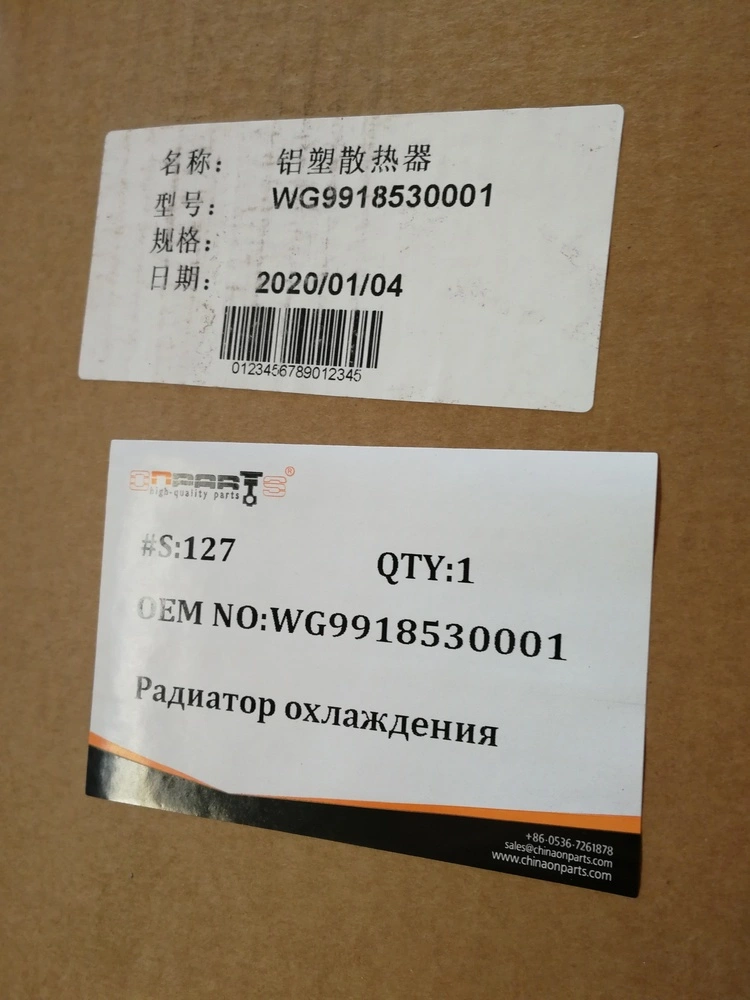 名称: 铝塑散热器
型号: WG9918530001
规格:
日期: 2020/01/04
0123456789012345
ONPARTS®
high-quality parts
#S:127 QTY:1
OEM NO:WG9918530001
Радиатор охлаждения
+86-0536-7261878
sales@chinaonparts.com
www.chinaonparts.com